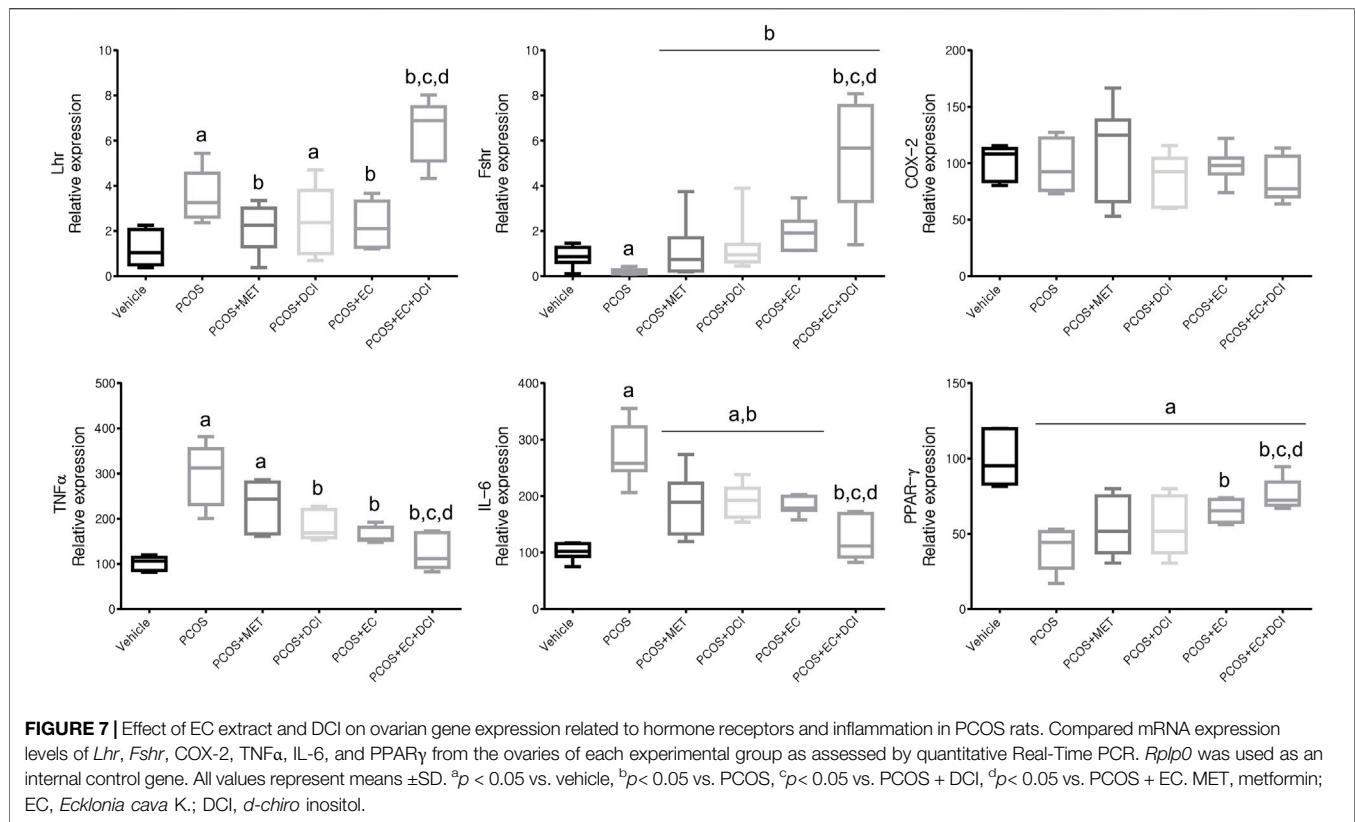 Lhr
Relative expression
10
8
6
4
2
0
a
b
a
b
b,c,d
Vehicle
PCOS
PCOS+MET
PCOS+DCI
PCOS+EC
PCOS+EC+DCI
Fshr
Relative expression
10
8
6
4
2
0
b
a
b,c,d
Vehicle
PCOS
PCOS+MET
PCOS+DCI
PCOS+EC
PCOS+EC+DCI
COX-2
Relative expression
200
150
100
50
0
Vehicle
PCOS
PCOS+MET
PCOS+DCI
PCOS+EC
PCOS+EC+DCI
TNFα
Relative expression
500
400
300
200
100
0
a
a
b
b
b,c,d
Vehicle
PCOS
PCOS+MET
PCOS+DCI
PCOS+EC
PCOS+EC+DCI
IL-6
Relative expression
400
300
200
100
0
a
a,b
b,c,d
Vehicle
PCOS
PCOS+MET
PCOS+DCI
PCOS+EC
PCOS+EC+DCI
PPAR-γ
Relative expression
150
100
50
0
a
b
b,c,d
Vehicle
PCOS
PCOS+MET
PCOS+DCI
PCOS+EC
PCOS+EC+DCI
FIGURE 7 | Effect of EC extract and DCI on ovarian gene expression related to hormone receptors and inflammation in PCOS rats. Compared mRNA expression
levels of Lhr, Fshr, COX-2, TNFα, IL-6, and PPARγ from the ovaries of each experimental group as assessed by quantitative Real-Time PCR. Rplp0 was used as an
internal control gene. All values represent means ±SD. ᵃp < 0.05 vs. vehicle, ᵇp< 0.05 vs. PCOS, ᶜp< 0.05 vs. PCOS + DCI, ᵈp< 0.05 vs. PCOS + EC. MET, metformin;
EC, Ecklonia cava K.; DCI, d-chiro inositol.